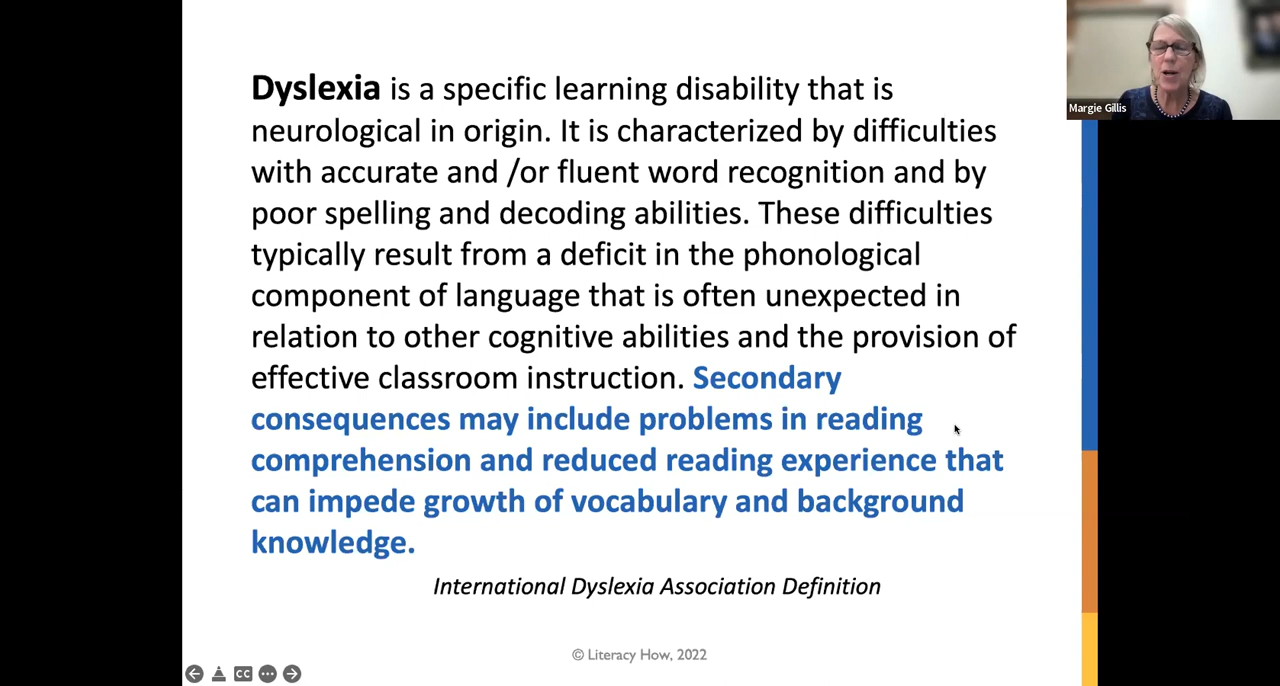 Dyslexia is a specific learning disability that is
neurological in origin. It is characterized by difficulties
with accurate and /or fluent word recognition and by
poor spelling and decoding abilities. These difficulties
typically result from a deficit in the phonological
component of language that is often unexpected in
relation to other cognitive abilities and the provision of
effective classroom instruction. Secondary
consequences may include problems in reading
comprehension and reduced reading experience that
can impede growth of vocabulary and background
knowledge.
International Dyslexia Association Definition
© Literacy How, 2022
CC
Margie Gillis